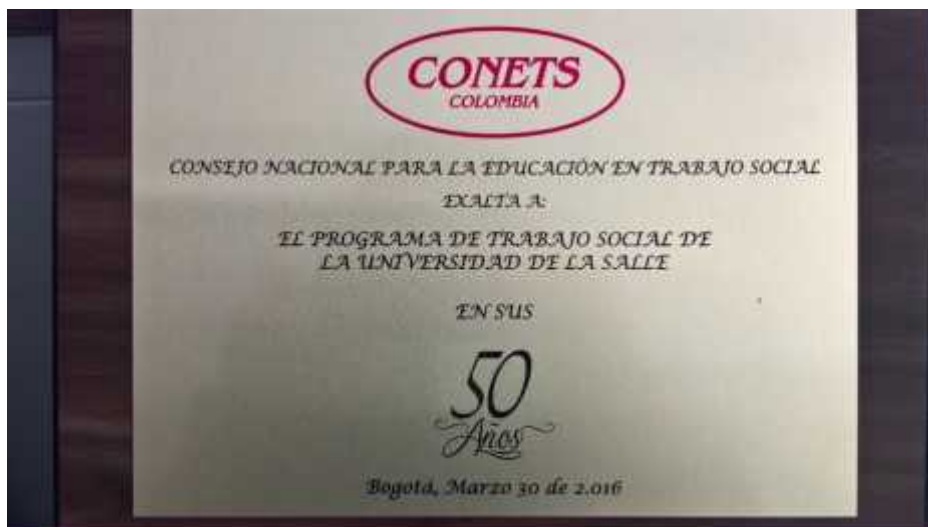 CONETS
COLOMBIA
CONSEJO NACIONAL PARA LA EDUCACIÓN EN TRABAJO SOCIAL
EXALTA A:
EL PROGRAMA DE TRABAJO SOCIAL DE
LA UNIVERSIDAD DE LA SALLE
EN SUS
50
Años
Bogotá, Marzo 30 de 2.016